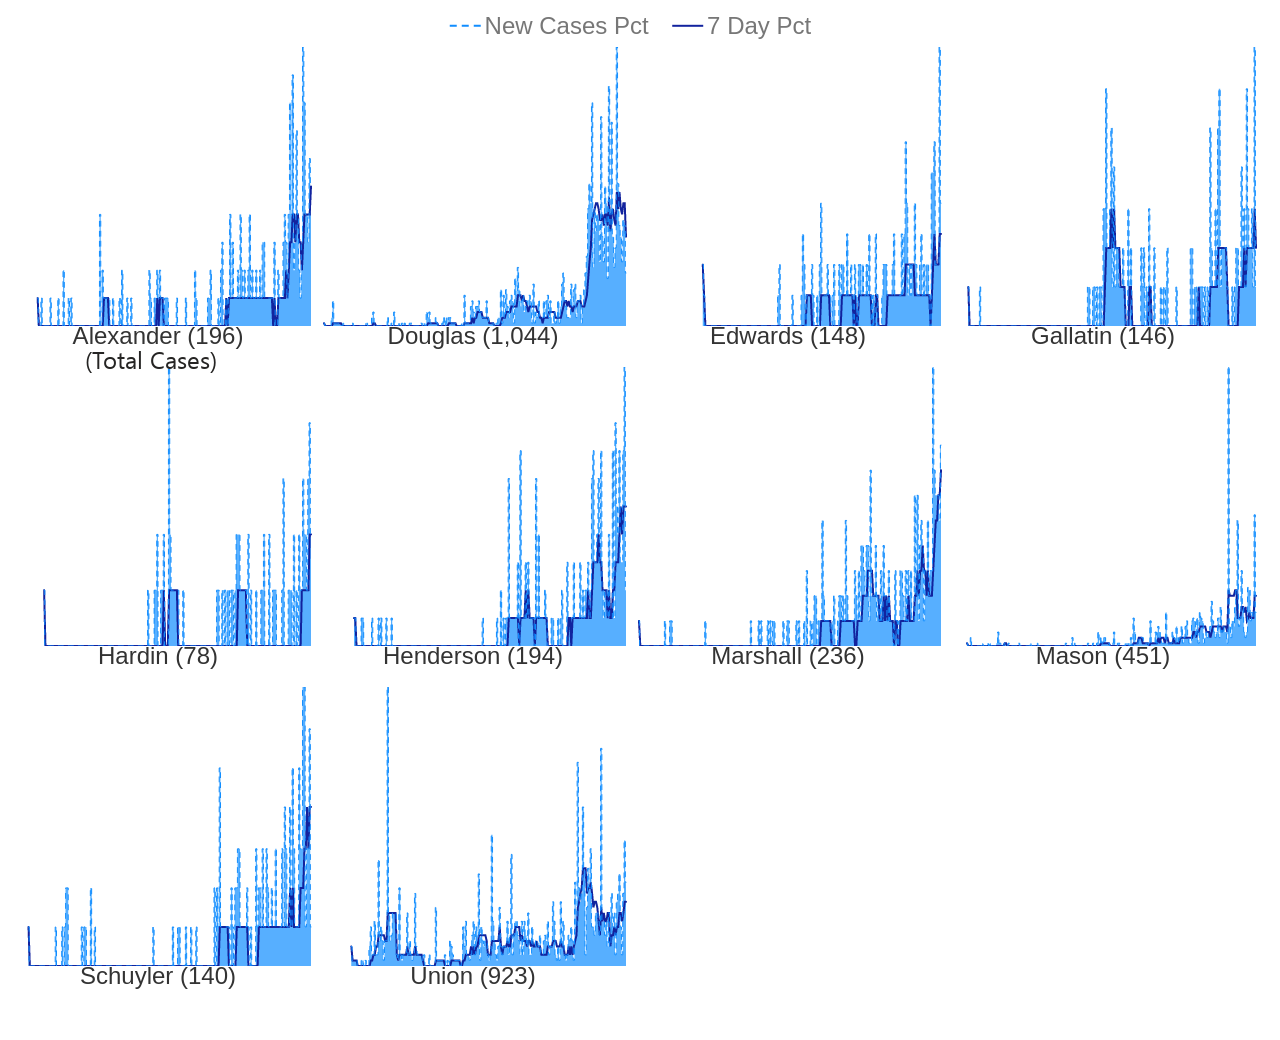 New Cases Pct 7 Day Pct
Alexander (196) Douglas (1,044) Edwards (148) Gallatin (146)
(Total Cases)
Hardin (78) Henderson (194) Marshall (236) Mason (451)
Schuyler (140) Union (923)